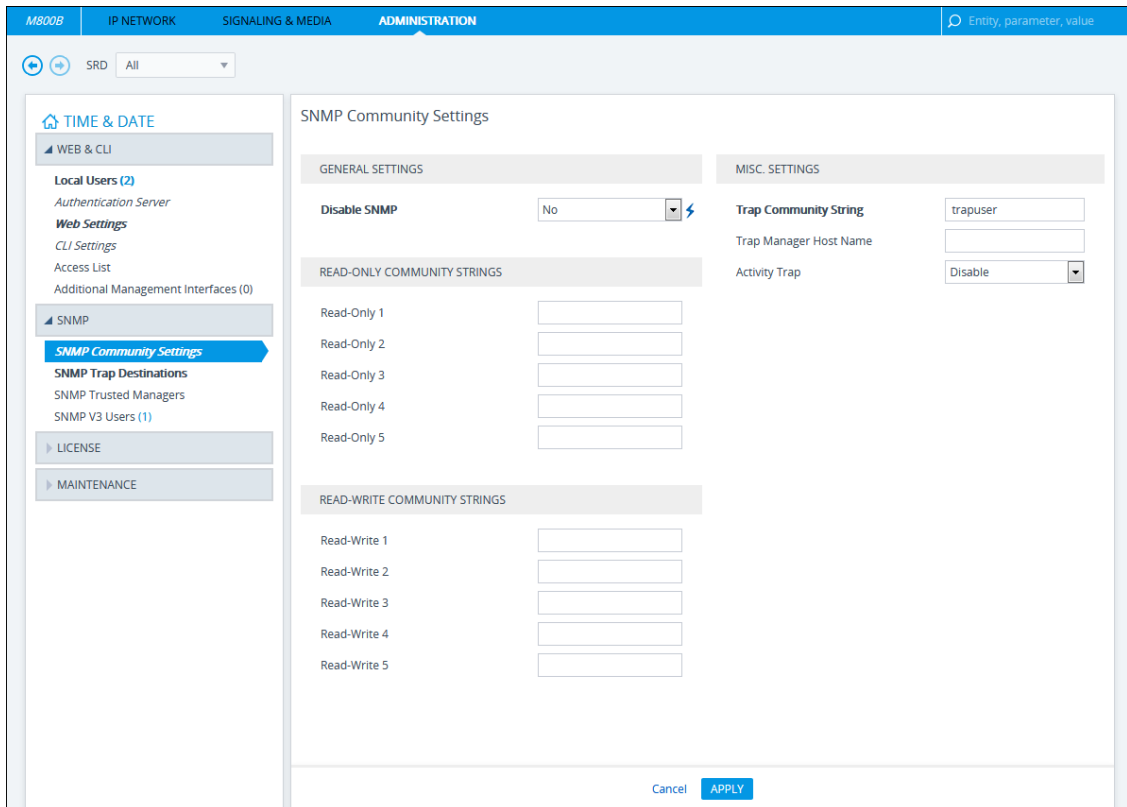 M800B IP NETWORK SIGNALING & MEDIA ADMINISTRATION Entity, parameter, value
SRD All
TIME & DATE
WEB & CLI
Local Users (2)
Authentication Server
Web Settings
CLI Settings
Access List
Additional Management Interfaces (0)
SNMP
SNMP Community Settings
SNMP Trap Destinations
SNMP Trusted Managers
SNMP V3 Users (1)
LICENSE
MAINTENANCE
SNMP Community Settings
GENERAL SETTINGS
Disable SNMP No
READ-ONLY COMMUNITY STRINGS
Read-Only 1
Read-Only 2
Read-Only 3
Read-Only 4
Read-Only 5
READ-WRITE COMMUNITY STRINGS
Read-Write 1
Read-Write 2
Read-Write 3
Read-Write 4
Read-Write 5
MISC. SETTINGS
Trap Community String trapuser
Trap Manager Host Name
Activity Trap Disable
Cancel APPLY